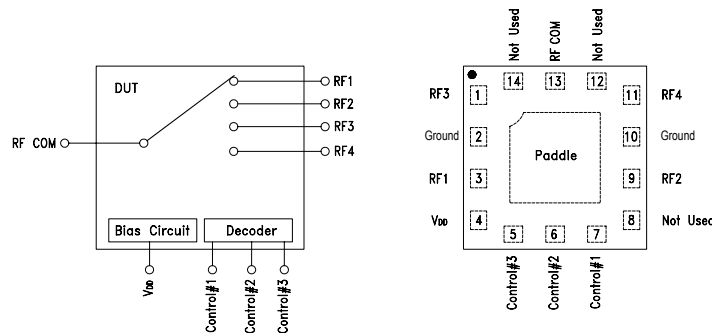 DUT
RF COM
RF1
RF2
RF3
RF4
Bias Circuit
Decoder
VDD
Control#1
Control#2
Control#3
Not Used
RF COM
Not Used
14
13
12
RF3
1
11
RF4
Ground
2
10
Ground
Paddle
RF1
3
9
RF2
VDD
4
8
Not Used
5
6
7
Control#3
Control#2
Control#1